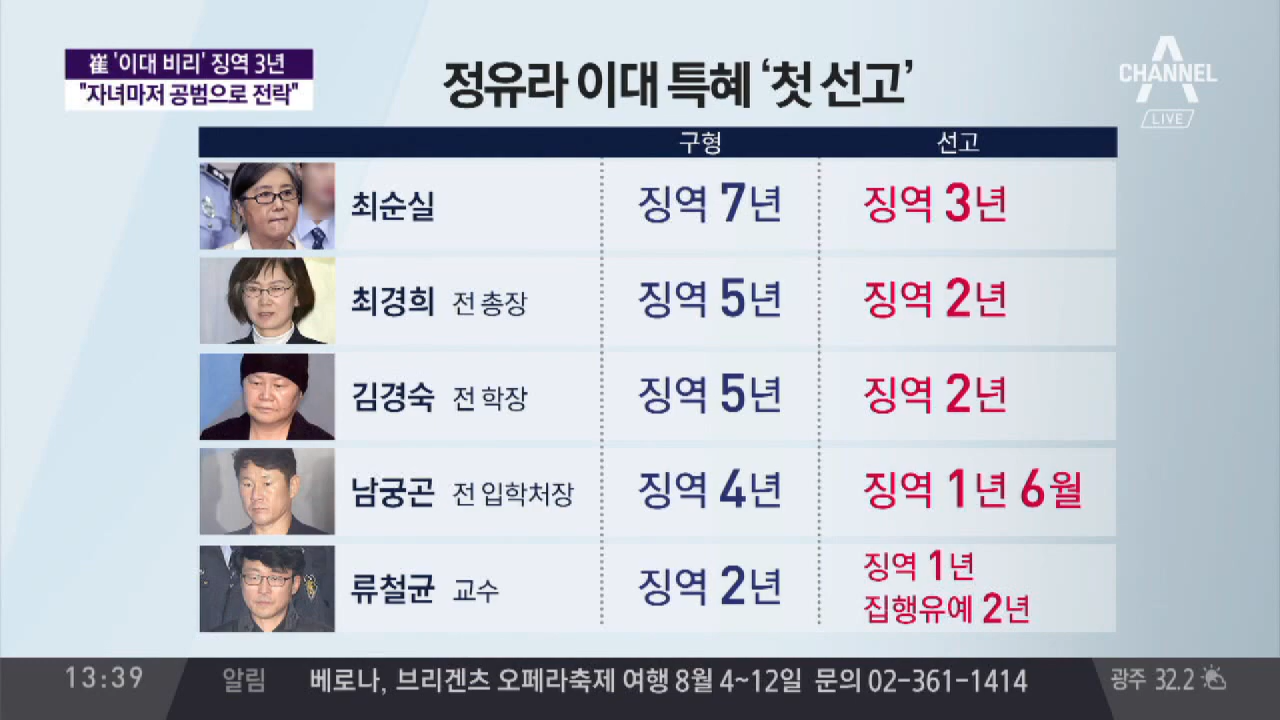 崔 '이대 비리' 징역 3년
"자녀마저 공범으로 전락"
정유라 이대 특혜 ‘첫 선고’
CHANNEL A
LIVE
구형 선고
최순실 징역 7년 징역 3년
최경희 전 총장 징역 5년 징역 2년
김경숙 전 학장 징역 5년 징역 2년
남궁곤 전 입학처장 징역 4년 징역 1년 6월
류철균 교수 징역 2년 징역 1년
집행유예 2년
13:39 알림 베로나, 브리겐츠 오페라축제 여행 8월 4~12일 문의 02-361-1414 광주 32.2